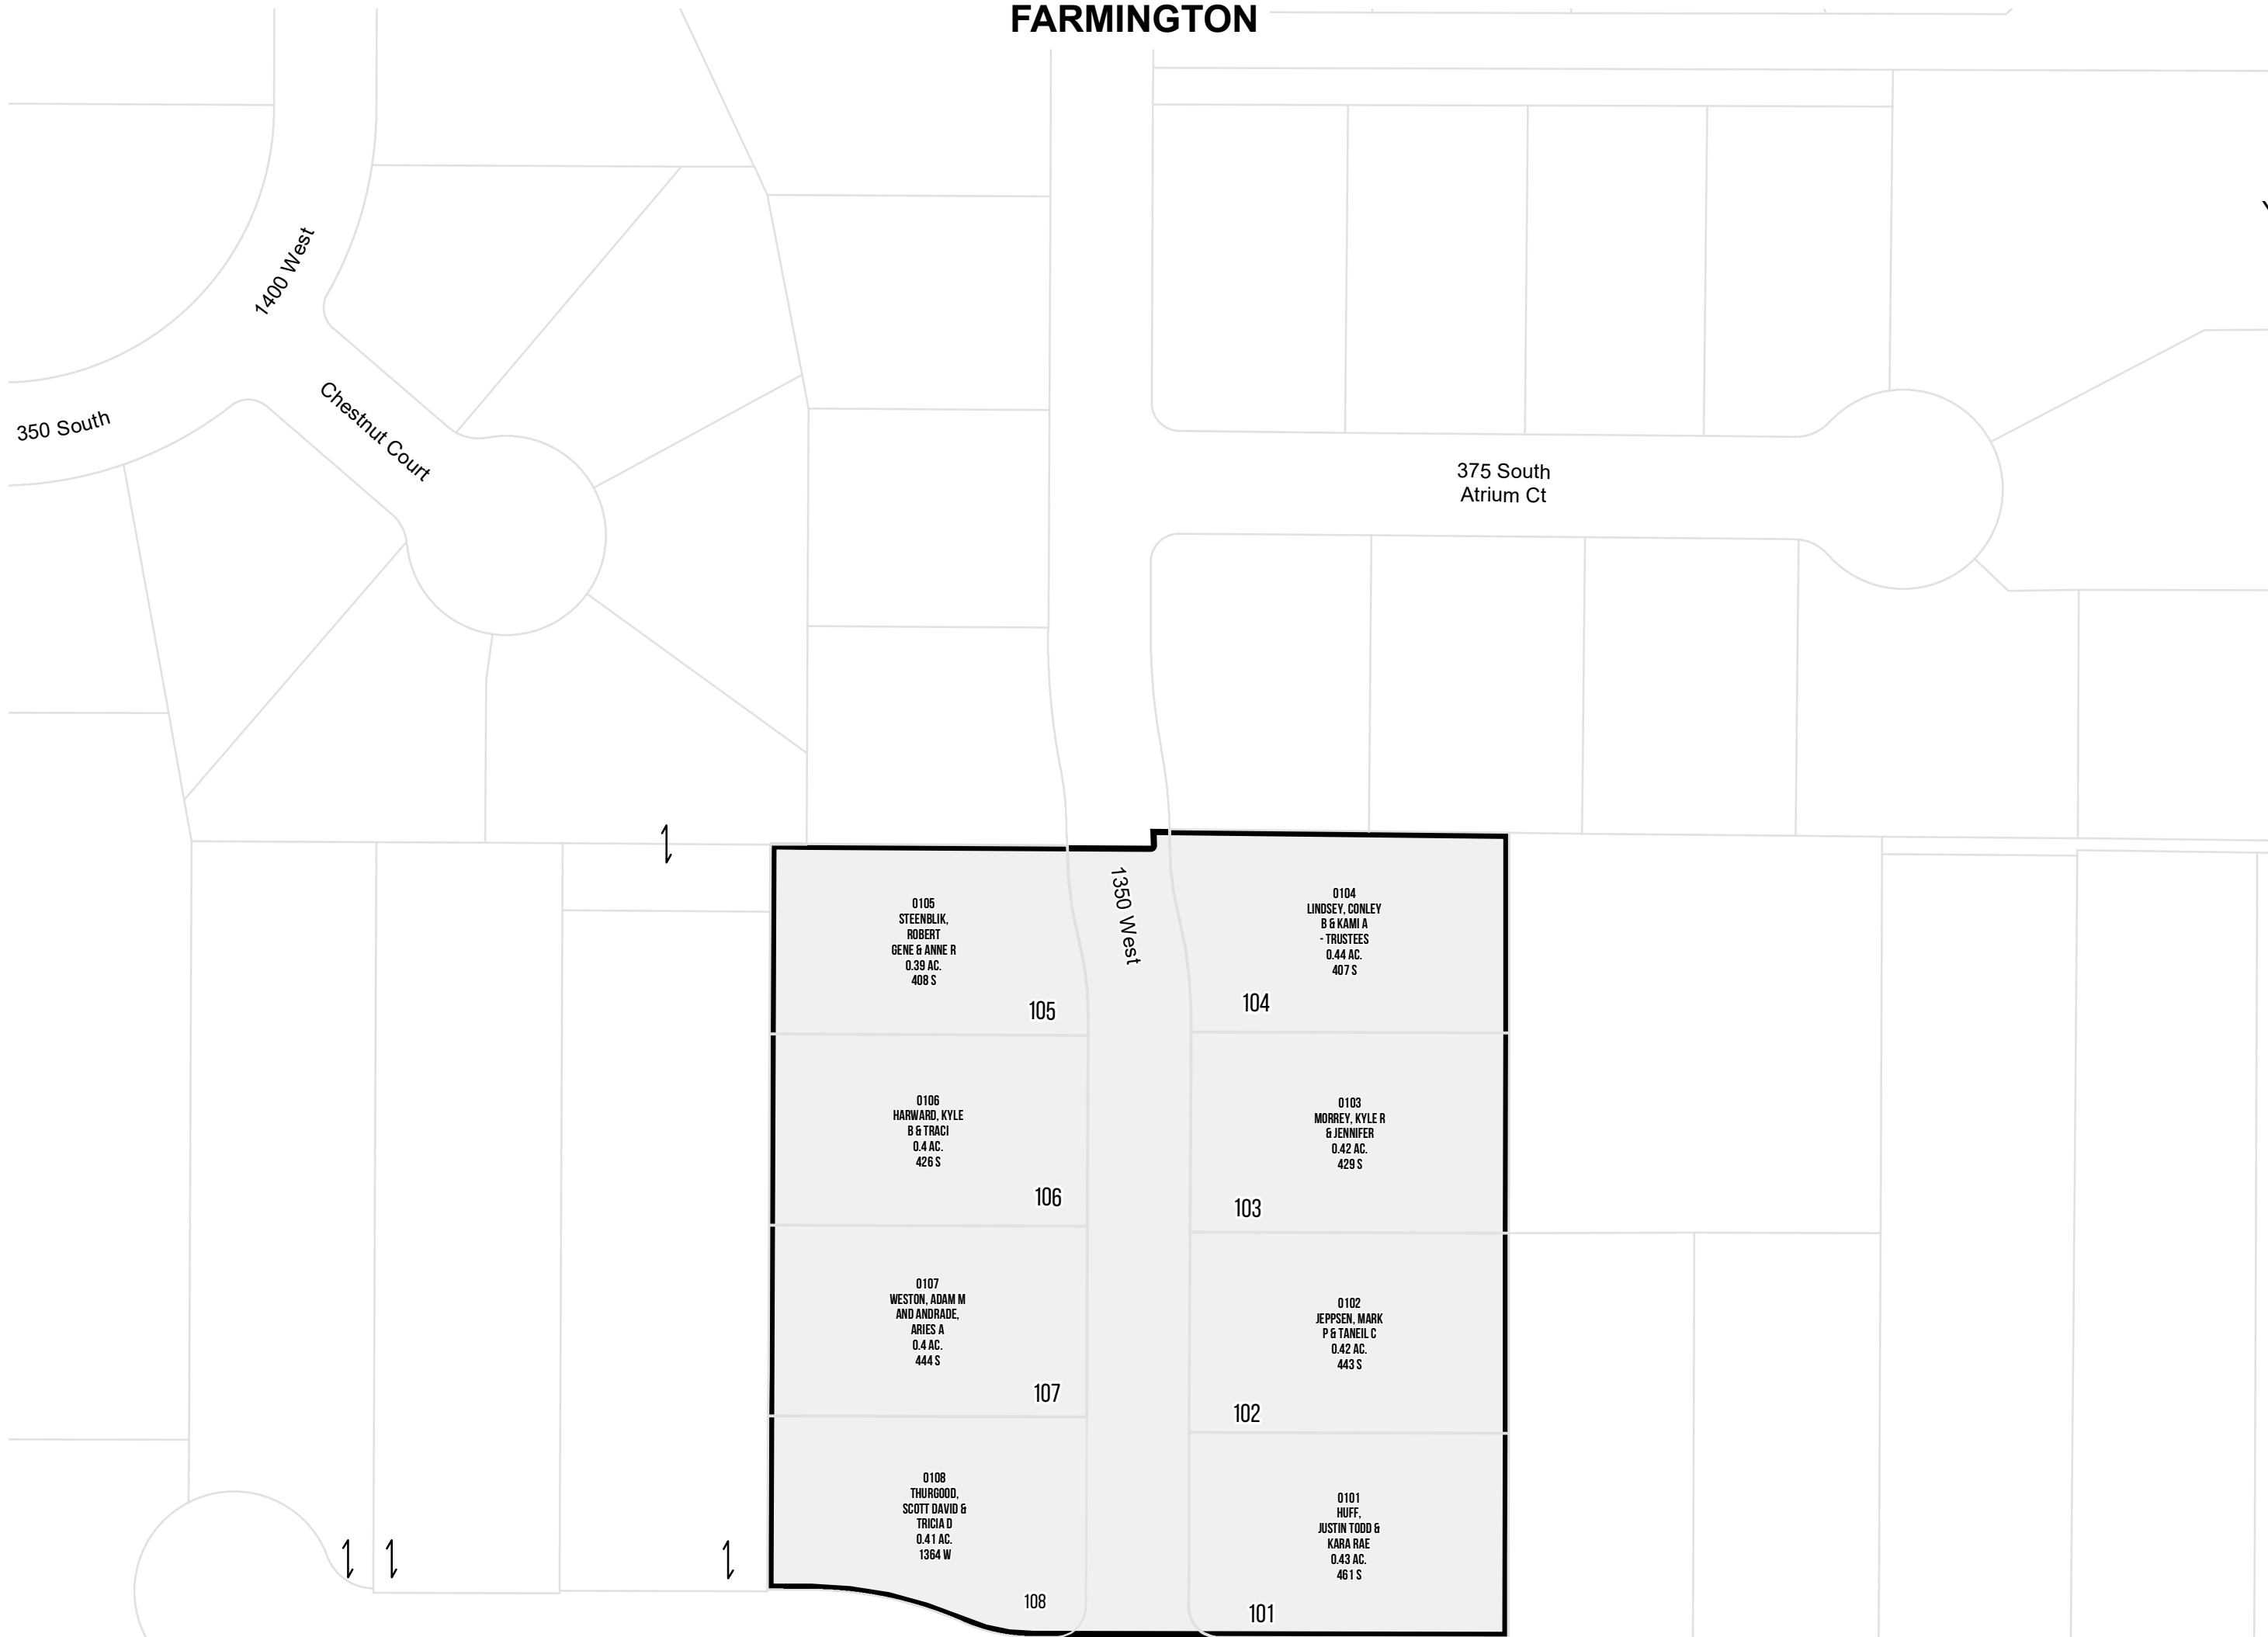 FARMINGTON
1400 West
350 South
Chestnut Court
375 South
Atrium Ct
1350 West
0105
STEENBLIK,
ROBERT
GENE & ANNE R
0.39 AC.
408 S
105
0104
LINDSEY, CONLEY
B & KAMI A
- TRUSTEES
0.44 AC.
407 S
104
0106
HARWARD, KYLE
B & TRACI
0.4 AC.
426 S
106
0103
MORREY, KYLE R
& JENNIFER
0.42 AC.
429 S
103
0107
WESTON, ADAM M
AND ANDRADE,
ARIES A
0.4 AC.
444 S
107
0102
JEPPSEN, MARK
P & TANEIL C
0.42 AC.
443 S
102
0108
THURGOOD,
SCOTT DAVID &
TRICIA D
0.41 AC.
1364 W
108
0101
HUFF,
JUSTIN TODD &
KARA RAE
0.43 AC.
461 S
101